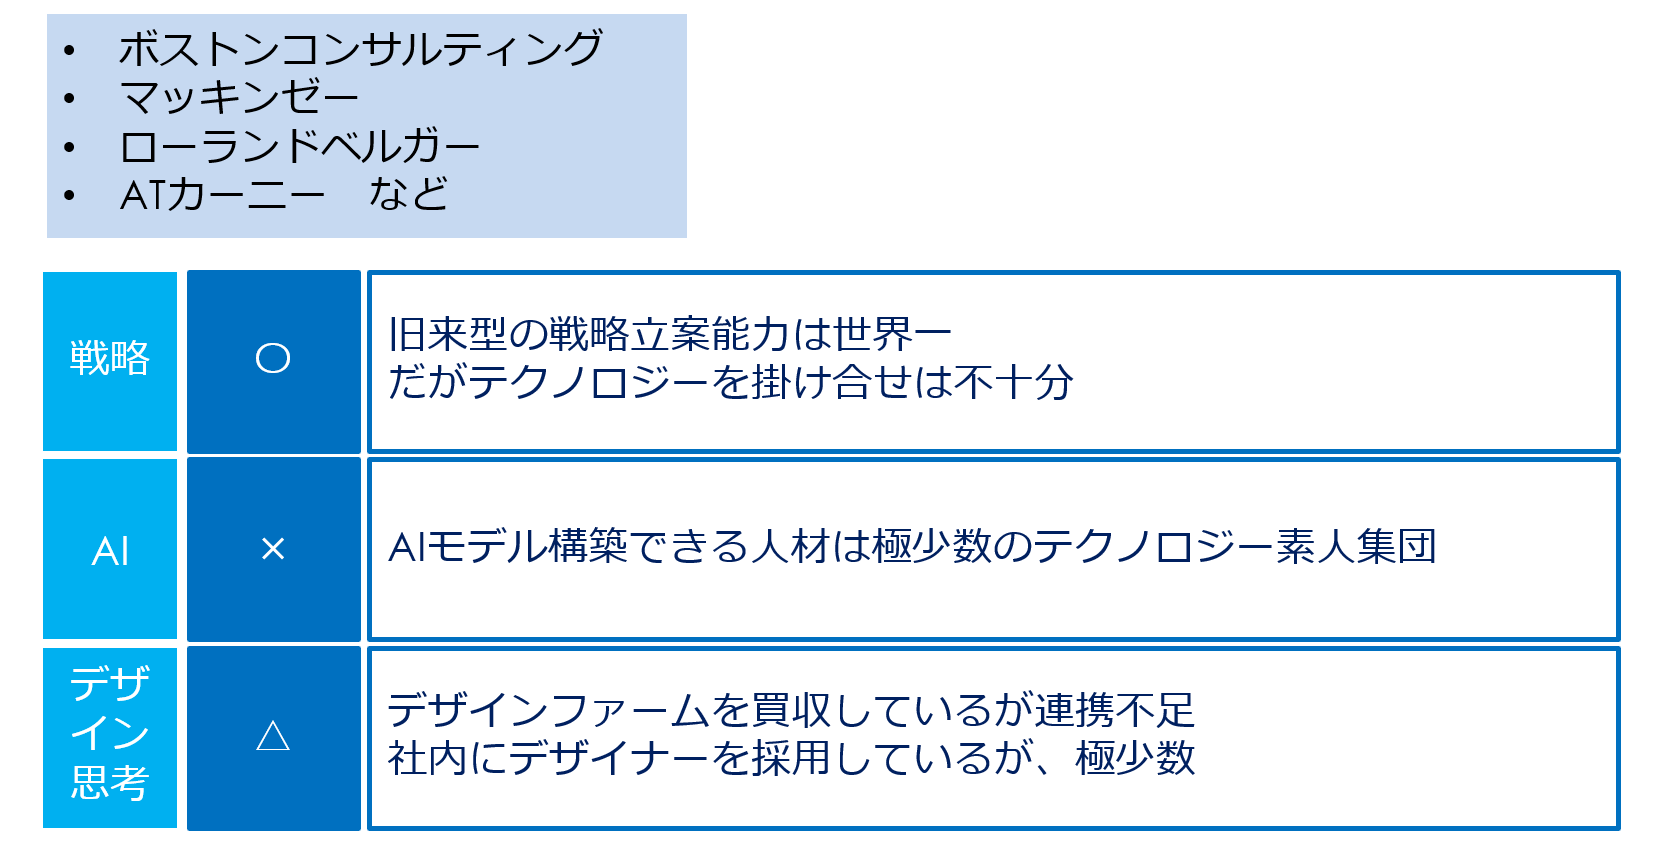 • ボストンコンサルティング
• マッキンゼー
• ローランドベルガー
• ATカーニー　など
戦略
〇
旧来型の戦略立案能力は世界一
だがテクノロジーを掛け合せは不十分
AI
×
AIモデル構築できる人材は極少数のテクノロジー素人集団
デザ
イン
思考
△
デザインファームを買収しているが連携不足
社内にデザイナーを採用しているが、極少数